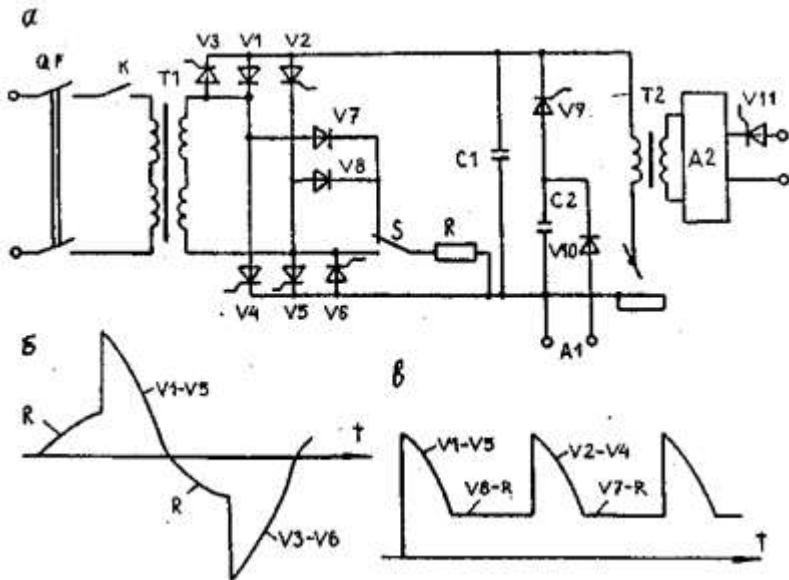 а
V3 V1 V2
QF K T1
V7
V8
V9
T2
V11
C1
A2
C2
S R
V10
V4 V5 V6
A1
б
V1-V5
R
t
R
V3-V6
в
V1-V5
V2-V4
V8-R
V7-R
t